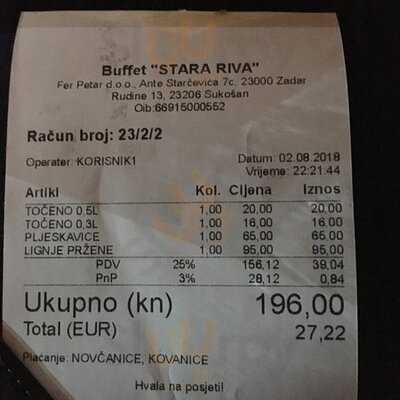 Buffet "STARA RIVA"
Fer Petar d.o.o., Ante Starčevića 7c, 23000 Zadar
Rudine 13, 23206 Sukošan
Oib:66915000552
Račun broj: 23/2/2
Operater: KORISNIK1 Datum: 02.08.2018
Vrijeme: 22:21:44
Artikl Kol. Cijena Iznos
TOČENO 0,5L 1,00 20,00 20,00
TOČENO 0,3L 1,00 16,00 16,00
PLJESKAVICE 1,00 65,00 65,00
LIGNJE PRŽENE 1,00 95,00 95,00
PDV 25% 156,12 39,04
PnP 3% 28,12 0,84
Ukupno (kn) 196,00
Total (EUR) 27,22
Plaćanje: NOVČANICE, KOVANICE
Hvala na posjeti!